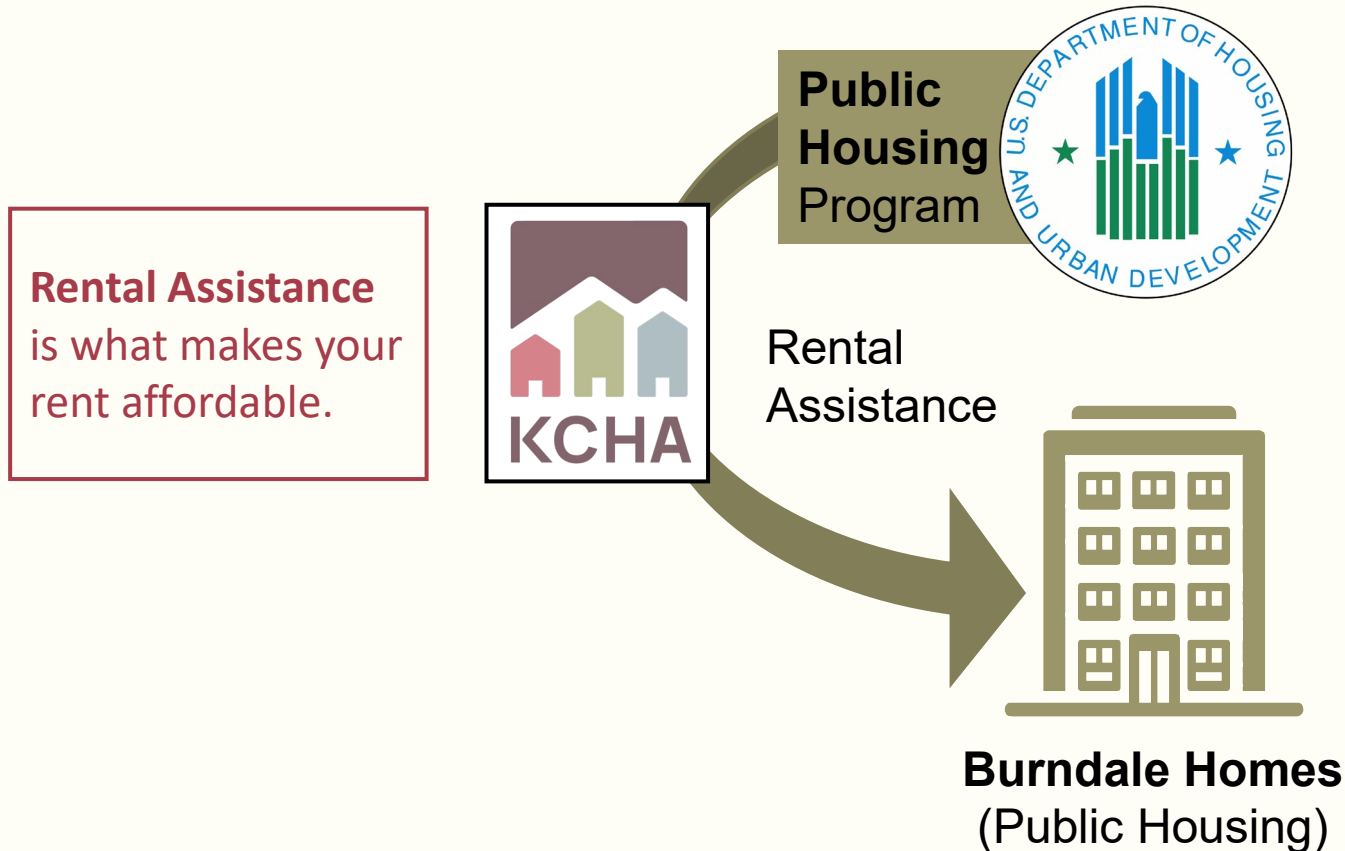 Public
Housing
Program
U.S. DEPARTMENT OF HOUSING
AND URBAN DEVELOPMENT
Rental Assistance
is what makes your
rent affordable.
KCHA
Rental
Assistance
Burndale Homes
(Public Housing)